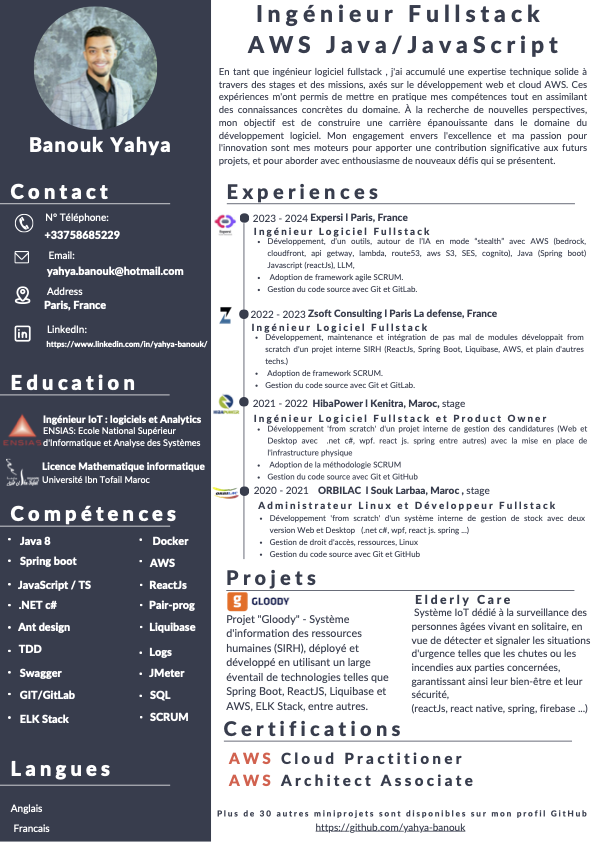 Banouk Yahya
Contact
N° Téléphone:
+33758685229
Email:
yahya.banouk@hotmail.com
Address
Paris, France
LinkedIn:
https://www.linkedin.com/in/yahya-banouk/
Education
Ingénieur IoT : logiciels et Analytics
ENSIAS: Ecole National Supérieur
d'Informatique et Analyse des Systèmes
ENSIAS
Licence Mathematique informatique
Université Ibn Tofail Maroc
Compétences
• Java 8
• Docker
• Spring boot
• AWS
• JavaScript / TS
• ReactJs
• .NET c#
• Pair-prog
• Ant design
• Liquibase
• TDD
• Logs
• Swagger
• JMeter
• GIT/GitLab
• SQL
• ELK Stack
• SCRUM
Langues
Anglais
Francais
Ingénieur Fullstack
AWS Java/JavaScript
En tant que ingénieur logiciel fullstack , j'ai accumulé une expertise technique solide à
travers des stages et des missions, axés sur le développement web et cloud AWS. Ces
expériences m'ont permis de mettre en pratique mes compétences tout en assimilant
des connaissances concrètes du domaine. À la recherche de nouvelles perspectives,
mon objectif est de construire une carrière épanouissante dans le domaine du
développement logiciel. Mon engagement envers l'excellence et ma passion pour
l'innovation sont mes moteurs pour apporter une contribution significative aux futurs
projets, et pour aborder avec enthousiasme de nouveaux défis qui se présentent.
Experiences
2023 - 2024 Expersi l Paris, France
Ingénieur Logiciel Fullstack
• Développement, d'un outils, autour de l'IA en mode "stealth" avec AWS (bedrock,
cloudfront, api getway, lambda, route53, aws S3, SES, cognito), Java (Spring boot)
Javascript (reactJs), LLM,
• Adoption de framework agile SCRUM.
• Gestion du code source avec Git et GitLab.
2022 - 2023 Zsoft Consulting l Paris La defense, France
Ingénieur Logiciel Fullstack
• Développement, maintenance et intégration de pas mal de modules développait from
scratch d'un projet interne SIRH (ReactJs, Spring Boot, Liquibase, AWS, et plain d'autres
techs.)
• Adoption de framework SCRUM.
• Gestion du code source avec Git et GitLab.
2021 - 2022 HibaPower l Kenitra, Maroc, stage
Ingénieur Logiciel Fullstack et Product Owner
• Développement 'from scratch' d'un projet interne de gestion des candidatures (Web et
Desktop avec .net c#, wpf. react js. spring entre autres) avec la mise en place de
l'infrastructure physique
• Adoption de la méthodologie SCRUM
• Gestion du code source avec Git et GitHub
ORBILAC
2020 - 2021 ORBILAC l Souk Larbaa, Maroc , stage
Administrateur Linux et Développeur Fullstack
• Développement 'from scratch' d'un système interne de gestion de stock avec deux
version Web et Desktop (.net c#, wpf, react js. spring ...)
• Gestion de droit d'accès, ressources, Linux
• Gestion du code source avec Git et GitHub
Projets
g GLOODY
Projet "Gloody" - Système
d'information des ressources
humaines (SIRH), déployé et
développé en utilisant un large
éventail de technologies telles que
Spring Boot, ReactJS, Liquibase et
AWS, ELK Stack, entre autres.
Elderly Care
Système IoT dédié à la surveillance des
personnes âgées vivant en solitaire, en
vue de détecter et signaler les situations
d'urgence telles que les chutes ou les
incendies aux parties concernées,
garantissant ainsi leur bien-être et leur
sécurité,
(reactJs, react native, spring, firebase ...)
Certifications
AWS Cloud Practitioner
AWS Architect Associate
Plus de 30 autres miniprojets sont disponibles sur mon profil GitHub
https://github.com/yahya-banouk